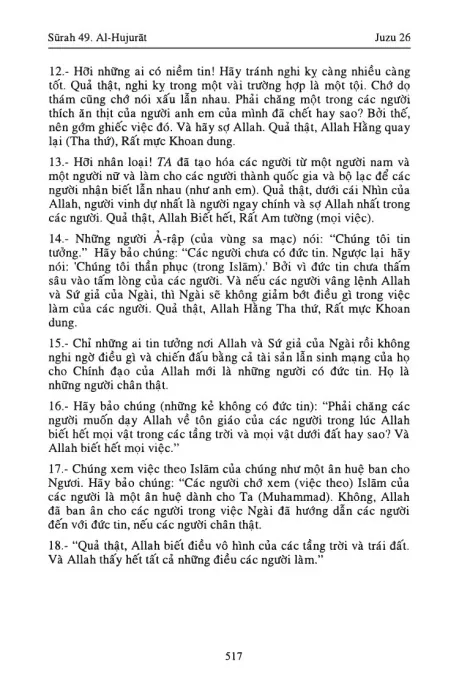 Sūrah 49. Al-Hujurāt Juzu 26
12.- Hỡi những ai có niềm tin! Hãy tránh nghi kỵ càng nhiều càng
tốt. Quả thật, nghi kỵ trong một vài trường hợp là một tội. Chớ dọ
thám cũng chớ nói xấu lẫn nhau. Phải chăng một trong các người
thích ăn thịt của người anh em của mình đã chết hay sao? Bởi thế,
nên gớm ghiếc việc đó. Và hãy sợ Allah. Quả thật, Allah Hằng quay
lại (Tha thứ), Rất mực Khoan dung.
13.- Hỡi nhân loại! TA đã tạo hóa các người từ một người nam và
một người nữ và làm cho các người thành quốc gia và bộ lạc để các
người nhận biết lẫn nhau (như anh em). Quả thật, dưới cái Nhìn của
Allah, người vinh dự nhất là người ngay chính và sợ Allah nhất trong
các người. Quả thật, Allah Biết hết, Rất Am tường (mọi việc).
14.- Những người Ả-rập (của vùng sa mạc) nói: “Chúng tôi tin
tưởng.” Hãy bảo chúng: “Các người chưa có đức tin. Ngược lại hãy
nói: 'Chúng tôi thần phục (trong Islām).' Bởi vì đức tin chưa thấm
sâu vào tấm lòng của các người. Và nếu các người vâng lệnh Allah
và Sứ giả của Ngài, thì Ngài sẽ không giảm bớt điều gì trong việc
làm của các người. Quả thật, Allah Hằng Tha thứ, Rất mực Khoan
dung.
15.- Chỉ những ai tin tưởng nơi Allah và Sứ giả của Ngài rồi không
nghi ngờ điều gì và chiến đấu bằng cả tài sản lẫn sinh mạng của họ
cho Chính đạo của Allah mới là những người có đức tin. Họ là
những người chân thật.
16.- Hãy bảo chúng (những kẻ không có đức tin): “Phải chăng các
người muốn dạy Allah về tôn giáo của các người trong lúc Allah
biết hết mọi vật trong các tầng trời và mọi vật dưới đất hay sao? Và
Allah biết hết mọi việc.”
17.- Chúng xem việc theo Islām của chúng như một ân huệ ban cho
Ngươi. Hãy bảo chúng: “Các người chớ xem (việc theo) Islām của
các người là một ân huệ dành cho Ta (Muhammad). Không, Allah
đã ban ân cho các người trong việc Ngài đã hướng dẫn các người
đến với đức tin, nếu các người chân thật.
18.- “Quả thật, Allah biết điều vô hình của các tầng trời và trái đất.
Và Allah thấy hết tất cả những điều các người làm.”
517